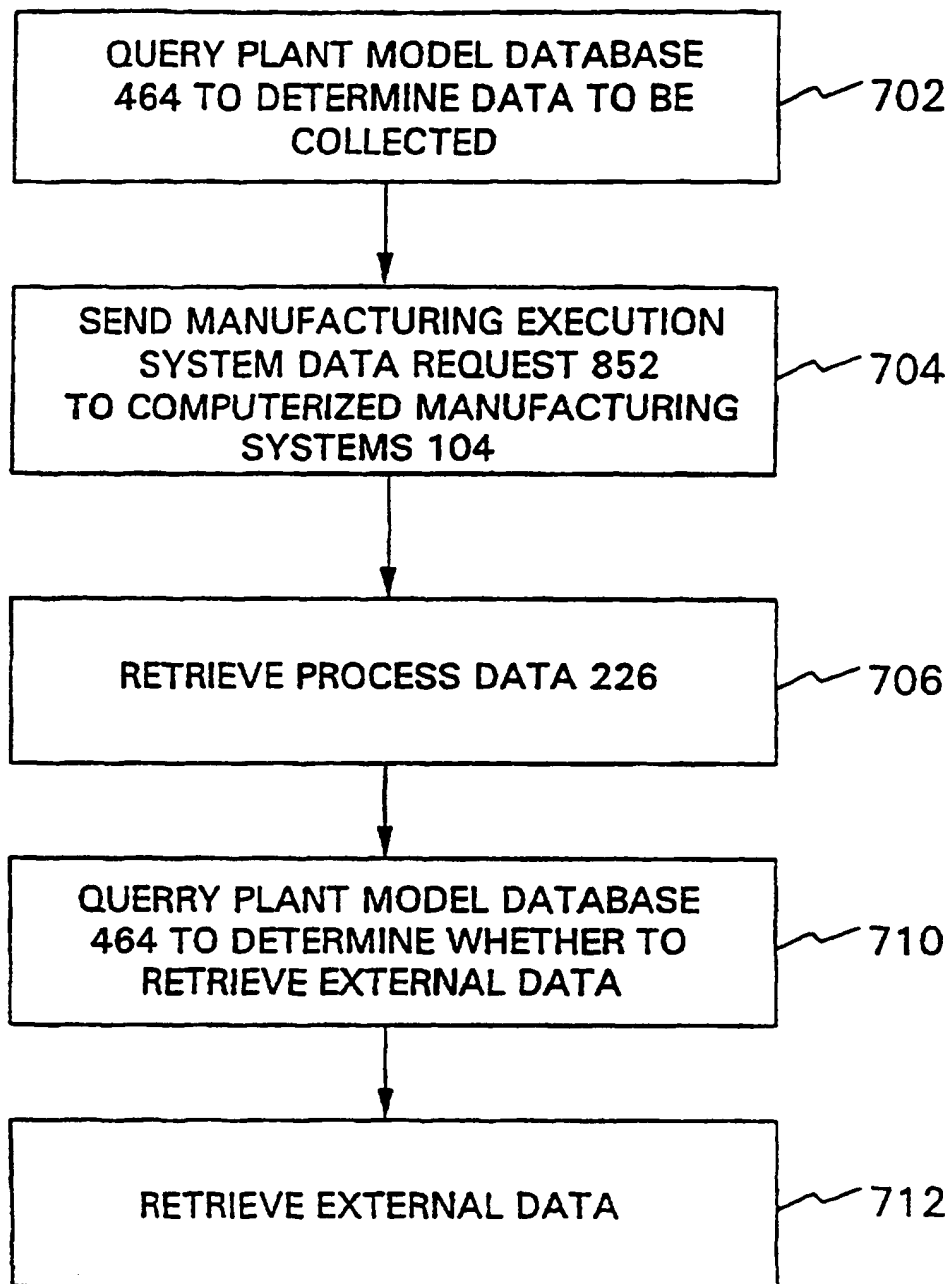 QUERY PLANT MODEL DATABASE
464 TO DETERMINE DATA TO BE
COLLECTED
702
SEND MANUFACTURING EXECUTION
SYSTEM DATA REQUEST 852
TO COMPUTERIZED MANUFACTURING
SYSTEMS 104
704
RETRIEVE PROCESS DATA 226
706
QUERRY PLANT MODEL DATABASE
464 TO DETERMINE WHETHER TO
RETRIEVE EXTERNAL DATA
710
RETRIEVE EXTERNAL DATA
712